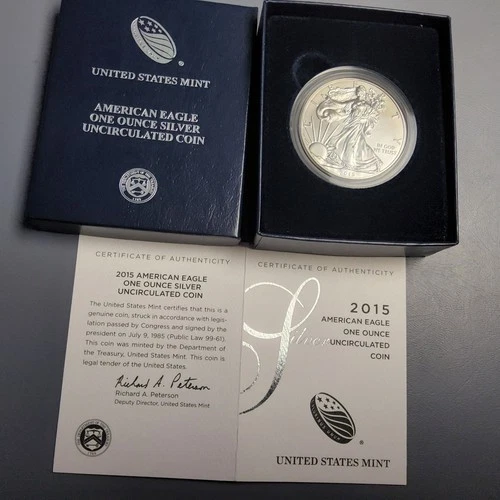 UNITED STATES MINT
AMERICAN EAGLE
ONE OUNCE SILVER
UNCIRCULATED COIN
IN GOD
WE TRUST
2015
CERTIFICATE OF AUTHENTICITY
2015 AMERICAN EAGLE
ONE OUNCE SILVER
UNCIRCULATED COIN
The United States Mint certifies that this is a
genuine coin, struck in accordance with legis-
lation passed by Congress and signed by the
president on July 9, 1985 (Public Law 99-61).
This coin was minted by the Department of
the Treasury, United States Mint. This coin is
legal tender of the United States.
Richard A. Peterson
Richard A. Peterson
Deputy Director, United States Mint
CERTIFICATE OF AUTHENTICITY
Silver
2015
AMERICAN EAGLE
ONE OUNCE
UNCIRCULATED
COIN
UNITED STATES MINT